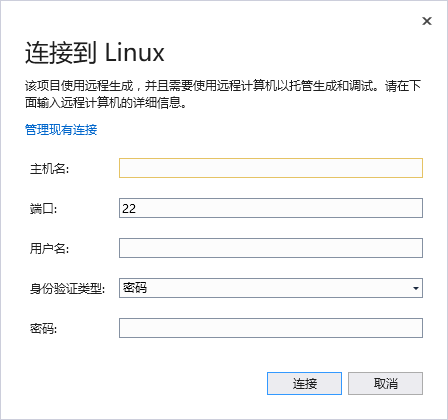 连接到 Linux
该项目使用远程生成，并且需要使用远程计算机以托管生成和调试。请在下
面输入远程计算机的详细信息。
管理现有连接
主机名:
端口: 22
用户名:
身份验证类型: 密码
密码:
连接 取消